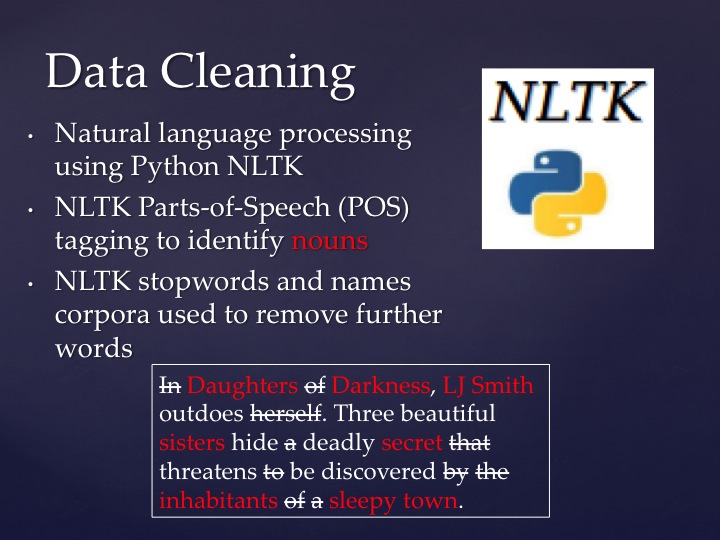 Data Cleaning
NLTK
• Natural language processing
using Python NLTK
• NLTK Parts-of-Speech (POS)
tagging to identify nouns
• NLTK stopwords and names
corpora used to remove further
words
In Daughters of Darkness, LJ Smith
outdoes herself. Three beautiful
sisters hide a deadly secret that
threatens to be discovered by the
inhabitants of a sleepy town.